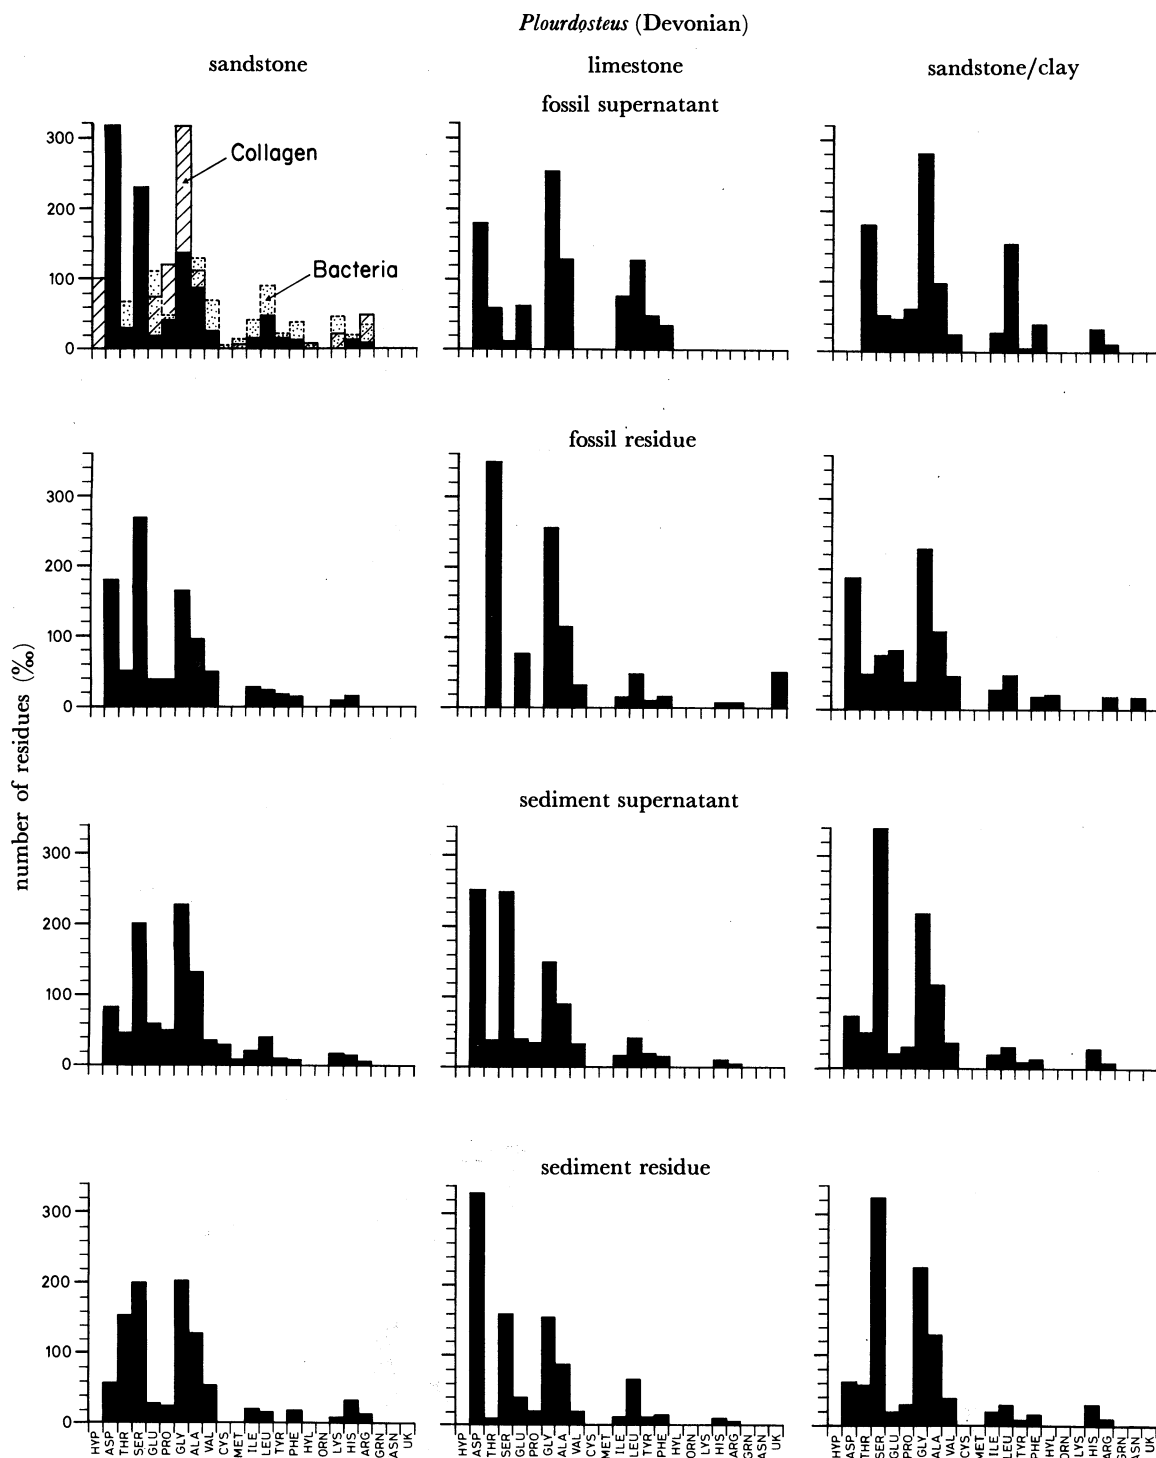 Plourdosteus (Devonian)
sandstone
limestone
sandstone/clay
fossil supernatant
300
200
100
0
Collagen
Bacteria
fossil residue
300
200
100
0
number of residues (‰)
sediment supernatant
300
200
100
0
sediment residue
300
200
100
0
HYP ASP THR SER GLU PRO GLY ALA VAL CYS MET ILE LEU TYR PHE HYL ORN LYS HIS ARG GRN ASN UK
HYP ASP THR SER GLU PRO GLY ALA VAL CYS MET ILE LEU TYR PHE HYL ORN LYS HIS ARG GRN ASN UK
HYP ASP THR SER GLU PRO GLY ALA VAL CYS MET ILE LEU TYR PHE HYL ORN LYS HIS ARG GRN ASN UK